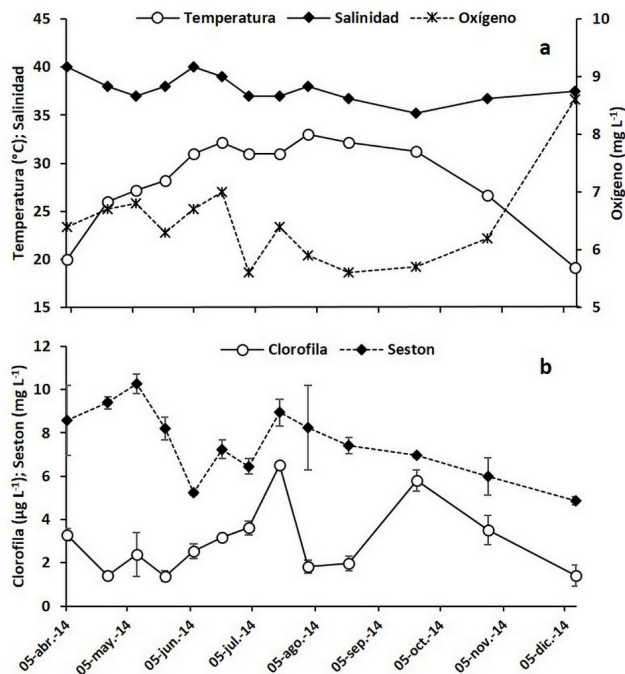 Temperatura Salinidad Oxígeno
a
Temperatura (°C); Salinidad
45
40
35
30
25
20
15
10
9
8
7
6
5
Oxígeno (mg L⁻¹)
Clorofila Seston
b
Clorofila (µg L⁻¹); Seston (mg L⁻¹)
12
10
8
6
4
2
0
05-abr.-14
05-may.-14
05-jun.-14
05-jul.-14
05-ago.-14
05-sep.-14
05-oct.-14
05-nov.-14
05-dic.-14